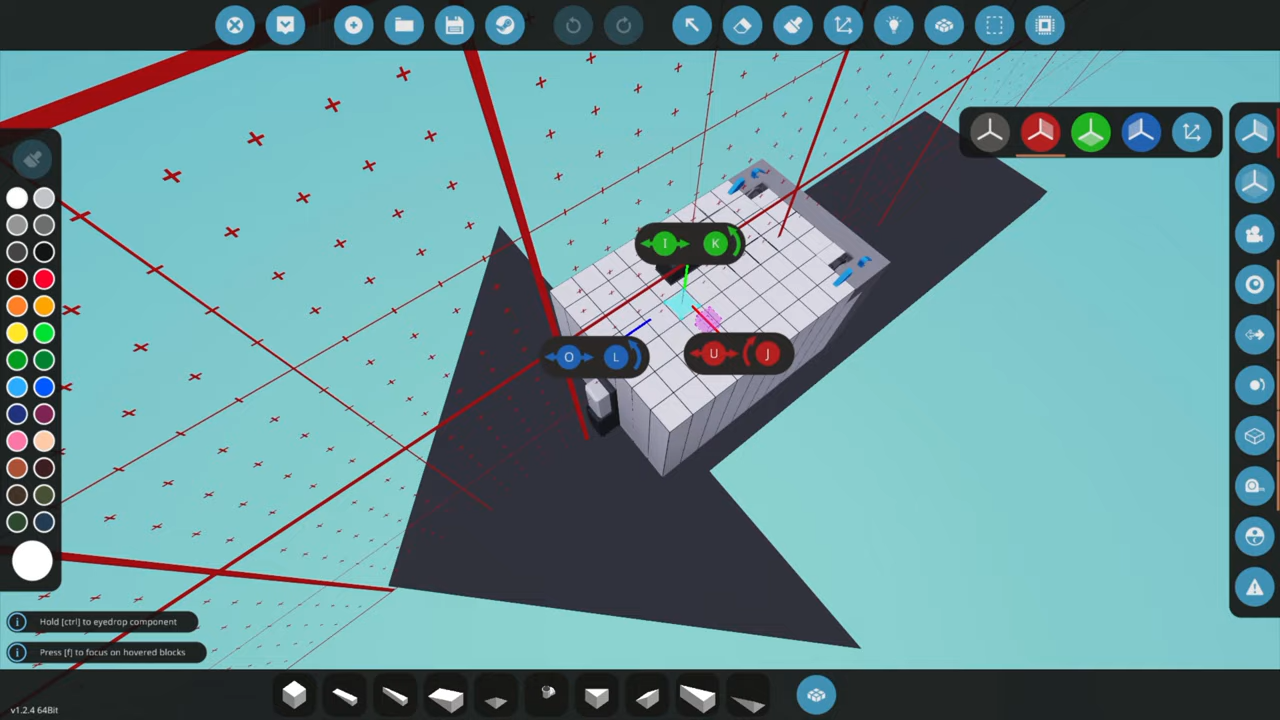 I K
O L
U J
Hold [ctrl] to eyedrop component
Press [f] to focus on hovered blocks
v1.2.4 64Bit